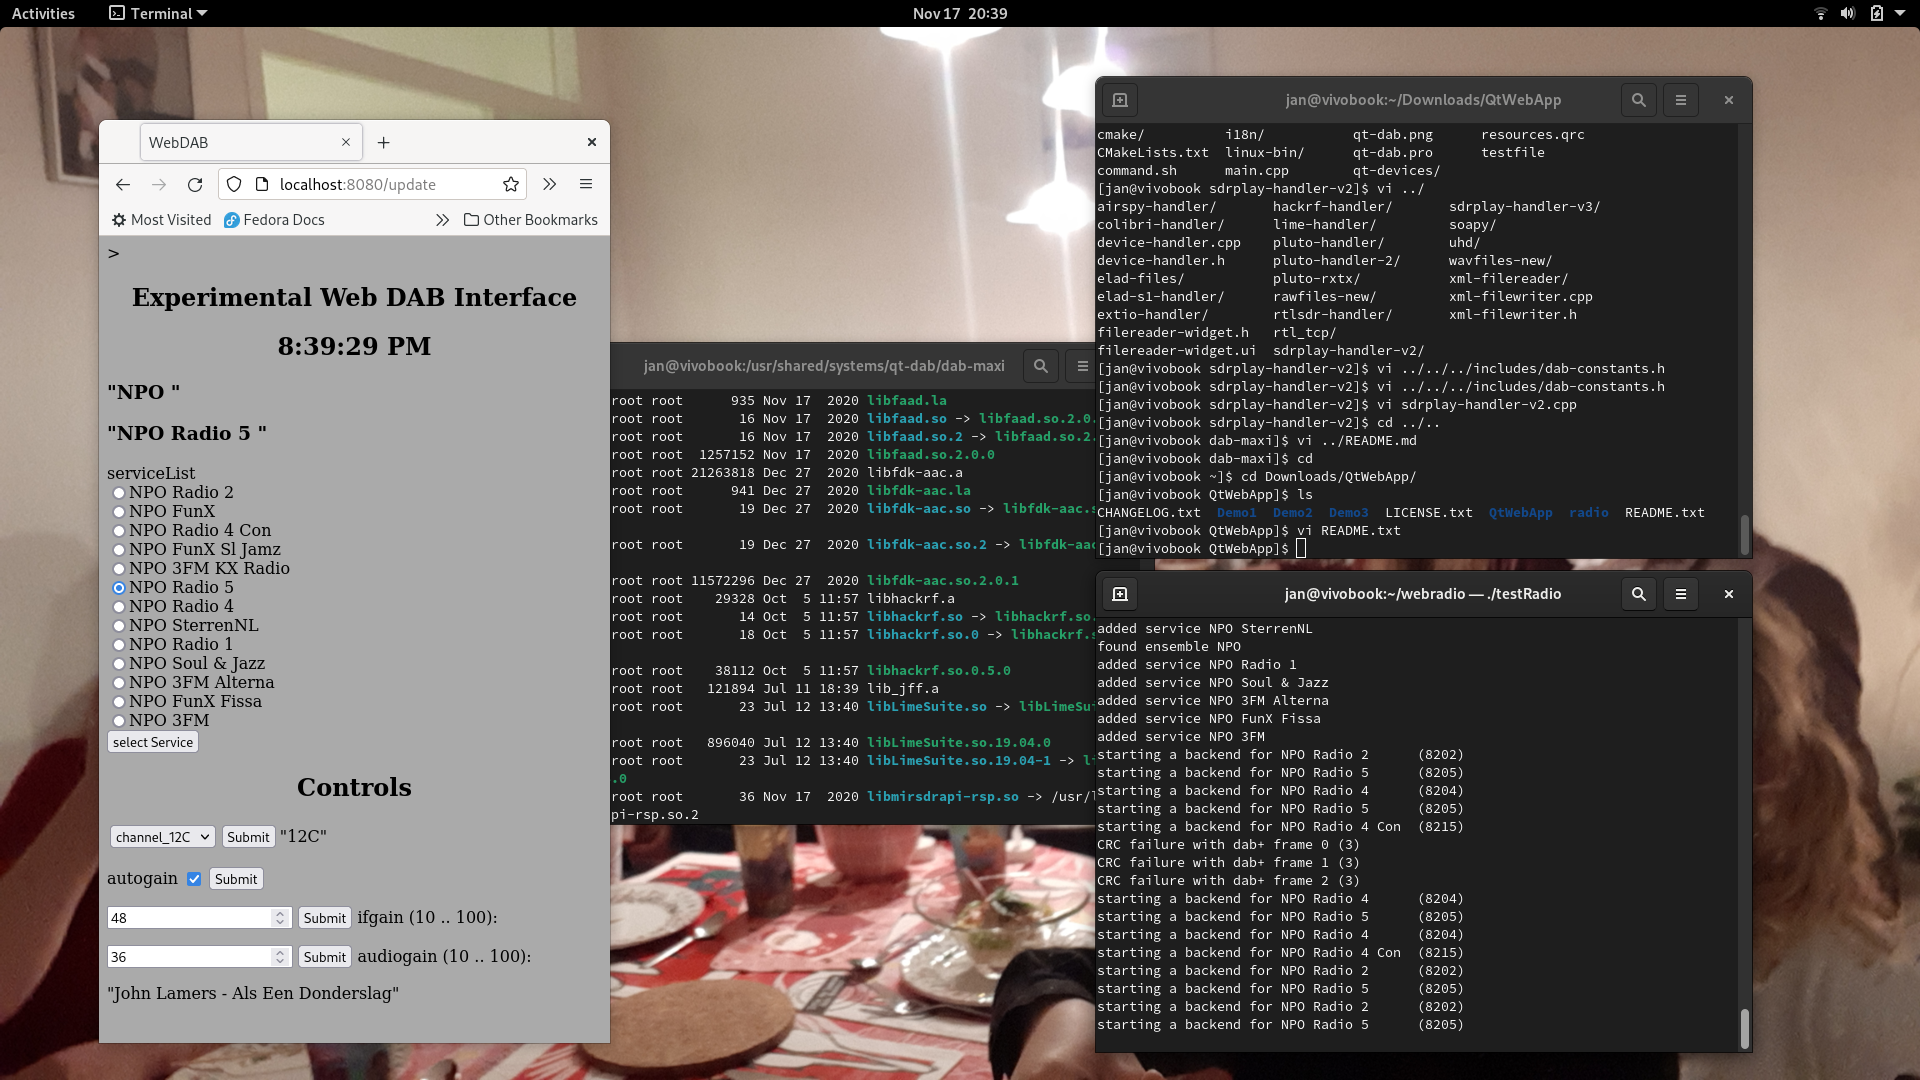 Activities Terminal Nov 17 20:39
WebDAB
localhost:8080/update
Most Visited Fedora Docs Other Bookmarks
>
Experimental Web DAB Interface
8:39:29 PM
"NPO "
"NPO Radio 5 "
serviceList
NPO Radio 2
NPO FunX
NPO Radio 4 Con
NPO FunX Sl Jamz
NPO 3FM KX Radio
NPO Radio 5
NPO Radio 4
NPO SterrenNL
NPO Radio 1
NPO Soul & Jazz
NPO 3FM Alterna
NPO FunX Fissa
NPO 3FM
select Service
Controls
channel_12C Submit "12C"
autogain Submit
48 Submit ifgain (10 .. 100):
36 Submit audiogain (10 .. 100):
"John Lamers - Als Een Donderslag"
jan@vivobook:/usr/shared/systems/qt-dab/dab-maxi
root root 935 Nov 17 2020 libfaad.la
root root 16 Nov 17 2020 libfaad.so -> libfaad.so.2.0.
root root 16 Nov 17 2020 libfaad.so.2 -> libfaad.so.2.
root root 1257152 Nov 17 2020 libfaad.so.2.0.0
root root 21263818 Dec 27 2020 libfdk-aac.a
root root 941 Dec 27 2020 libfdk-aac.la
root root 19 Dec 27 2020 libfdk-aac.so -> libfdk-aac.s
root root 19 Dec 27 2020 libfdk-aac.so.2 -> libfdk-aac
root root 11572296 Dec 27 2020 libfdk-aac.so.2.0.1
root root 29328 Oct 5 11:57 libhackrf.a
root root 14 Oct 5 11:57 libhackrf.so -> libhackrf.so.
root root 18 Oct 5 11:57 libhackrf.so.0 -> libhackrf.s
root root 38112 Oct 5 11:57 libhackrf.so.0.5.0
root root 121894 Jul 11 18:39 lib_jff.a
root root 23 Jul 12 13:40 libLimeSuite.so -> libLimeSu
root root 896040 Jul 12 13:40 libLimeSuite.so.19.04.0
root root 23 Jul 12 13:40 libLimeSuite.so.19.04-1 -> l
.0
root root 36 Nov 17 2020 libmirsdrapi-rsp.so -> /usr/l
pi-rsp.so.2
jan@vivobook:~/Downloads/QtWebApp
cmake/ i18n/ qt-dab.png resources.qrc
CMakeLists.txt linux-bin/ qt-dab.pro testfile
command.sh main.cpp qt-devices/
[jan@vivobook sdrplay-handler-v2]$ vi ../
airspy-handler/ hackrf-handler/ sdrplay-handler-v3/
colibri-handler/ lime-handler/ soapy/
device-handler.cpp pluto-handler/ uhd/
device-handler.h pluto-handler-2/ wavfiles-new/
elad-files/ pluto-rxtx/ xml-filereader/
elad-s1-handler/ rawfiles-new/ xml-filewriter.cpp
extio-handler/ rtlsdr-handler/ xml-filewriter.h
filereader-widget.h rtl_tcp/
filereader-widget.ui sdrplay-handler-v2/
[jan@vivobook sdrplay-handler-v2]$ vi ../../../includes/dab-constants.h
[jan@vivobook sdrplay-handler-v2]$ vi ../../../includes/dab-constants.h
[jan@vivobook sdrplay-handler-v2]$ vi sdrplay-handler-v2.cpp
[jan@vivobook sdrplay-handler-v2]$ cd ../..
[jan@vivobook dab-maxi]$ vi ../README.md
[jan@vivobook dab-maxi]$ cd
[jan@vivobook ~]$ cd Downloads/QtWebApp/
[jan@vivobook QtWebApp]$ ls
CHANGELOG.txt Demo1 Demo2 Demo3 LICENSE.txt QtWebApp radio README.txt
[jan@vivobook QtWebApp]$ vi README.txt
[jan@vivobook QtWebApp]$
jan@vivobook:~/webradio — ./testRadio
added service NPO SterrenNL
found ensemble NPO
added service NPO Radio 1
added service NPO Soul & Jazz
added service NPO 3FM Alterna
added service NPO FunX Fissa
added service NPO 3FM
starting a backend for NPO Radio 2 (8202)
starting a backend for NPO Radio 5 (8205)
starting a backend for NPO Radio 4 (8204)
starting a backend for NPO Radio 5 (8205)
starting a backend for NPO Radio 4 Con (8215)
CRC failure with dab+ frame 0 (3)
CRC failure with dab+ frame 1 (3)
CRC failure with dab+ frame 2 (3)
starting a backend for NPO Radio 4 (8204)
starting a backend for NPO Radio 5 (8205)
starting a backend for NPO Radio 4 (8204)
starting a backend for NPO Radio 4 Con (8215)
starting a backend for NPO Radio 2 (8202)
starting a backend for NPO Radio 5 (8205)
starting a backend for NPO Radio 2 (8202)
starting a backend for NPO Radio 5 (8205)